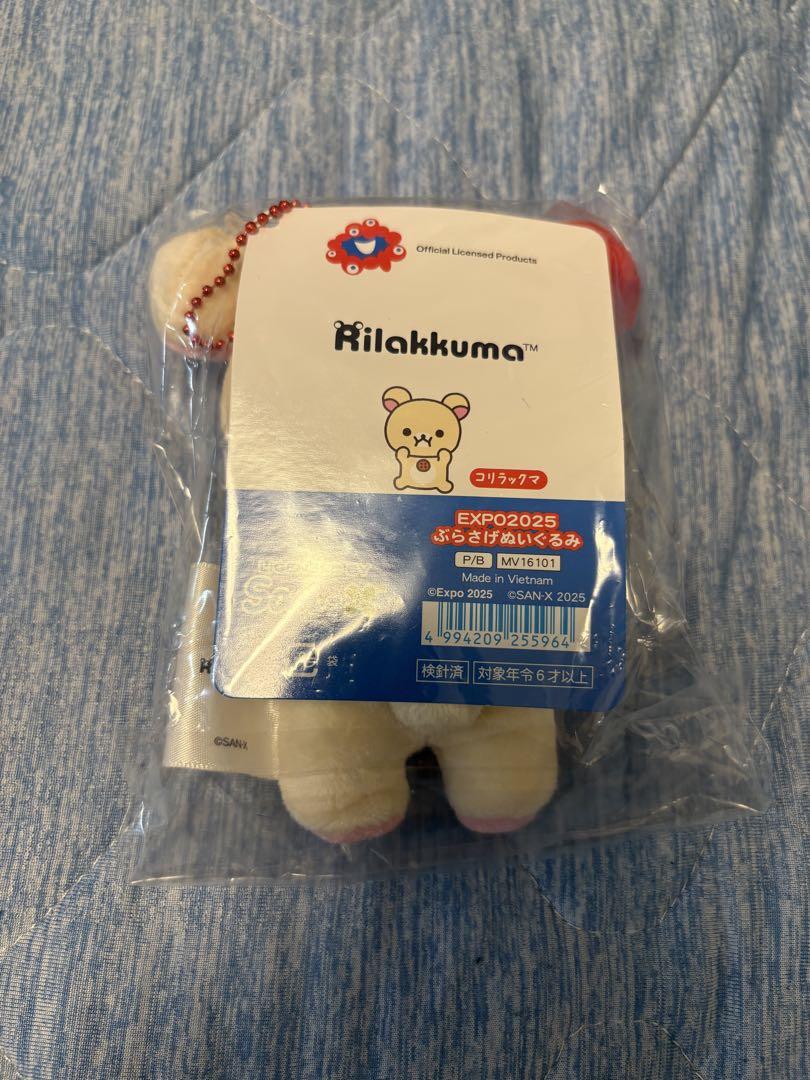 Official Licensed Products
Rilakkuma™
コリラックマ
EXPO2025
ぶらさげぬいぐるみ
P/B MV16101
Made in Vietnam
©Expo 2025 ©SAN-X 2025
4 994209 255964
袋
検針済 対象年令6才以上
©SAN-X